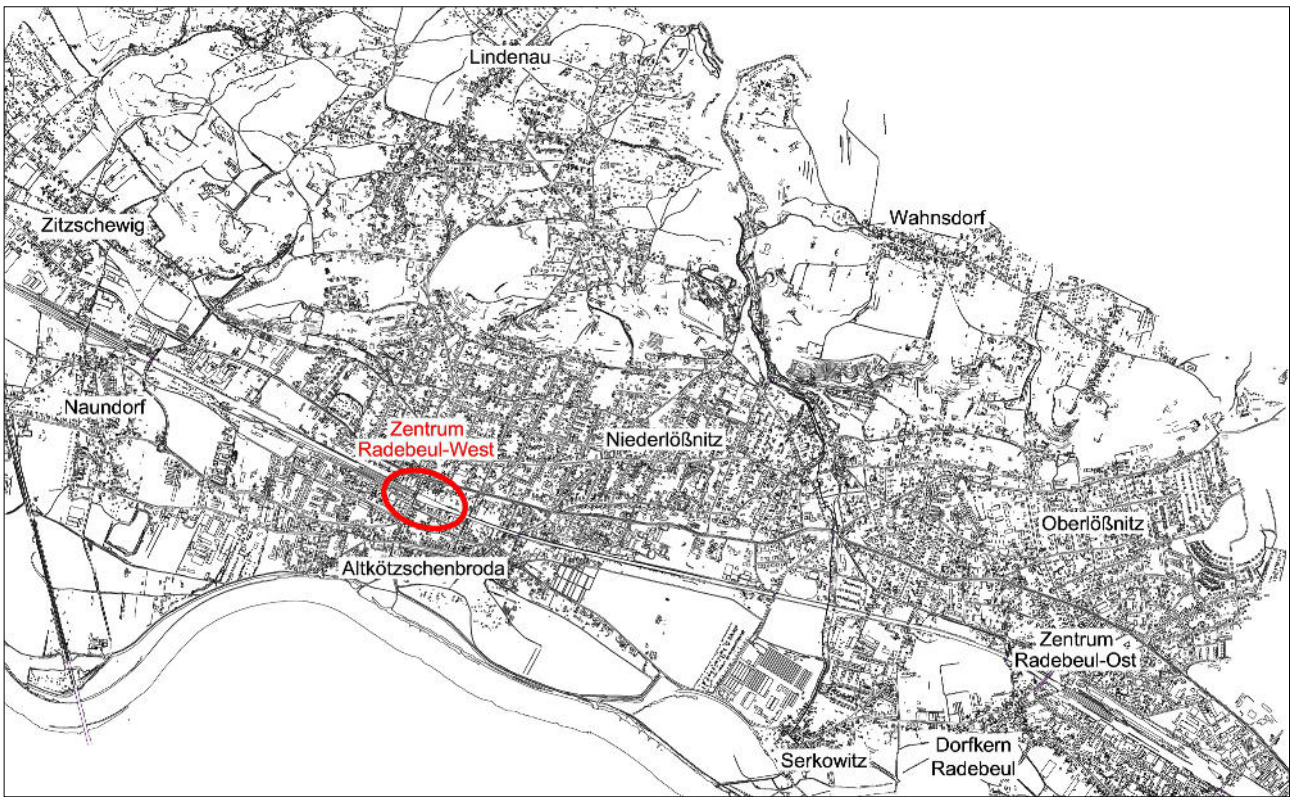 Lindenau
Wahnsdorf
Zitzschewig
Naundorf
Zentrum
Radebeul-West
Niederlößnitz
Oberlößnitz
Altkötzschenbroda
Zentrum
Radebeul-Ost
Serkowitz
Dorfkern
Radebeul